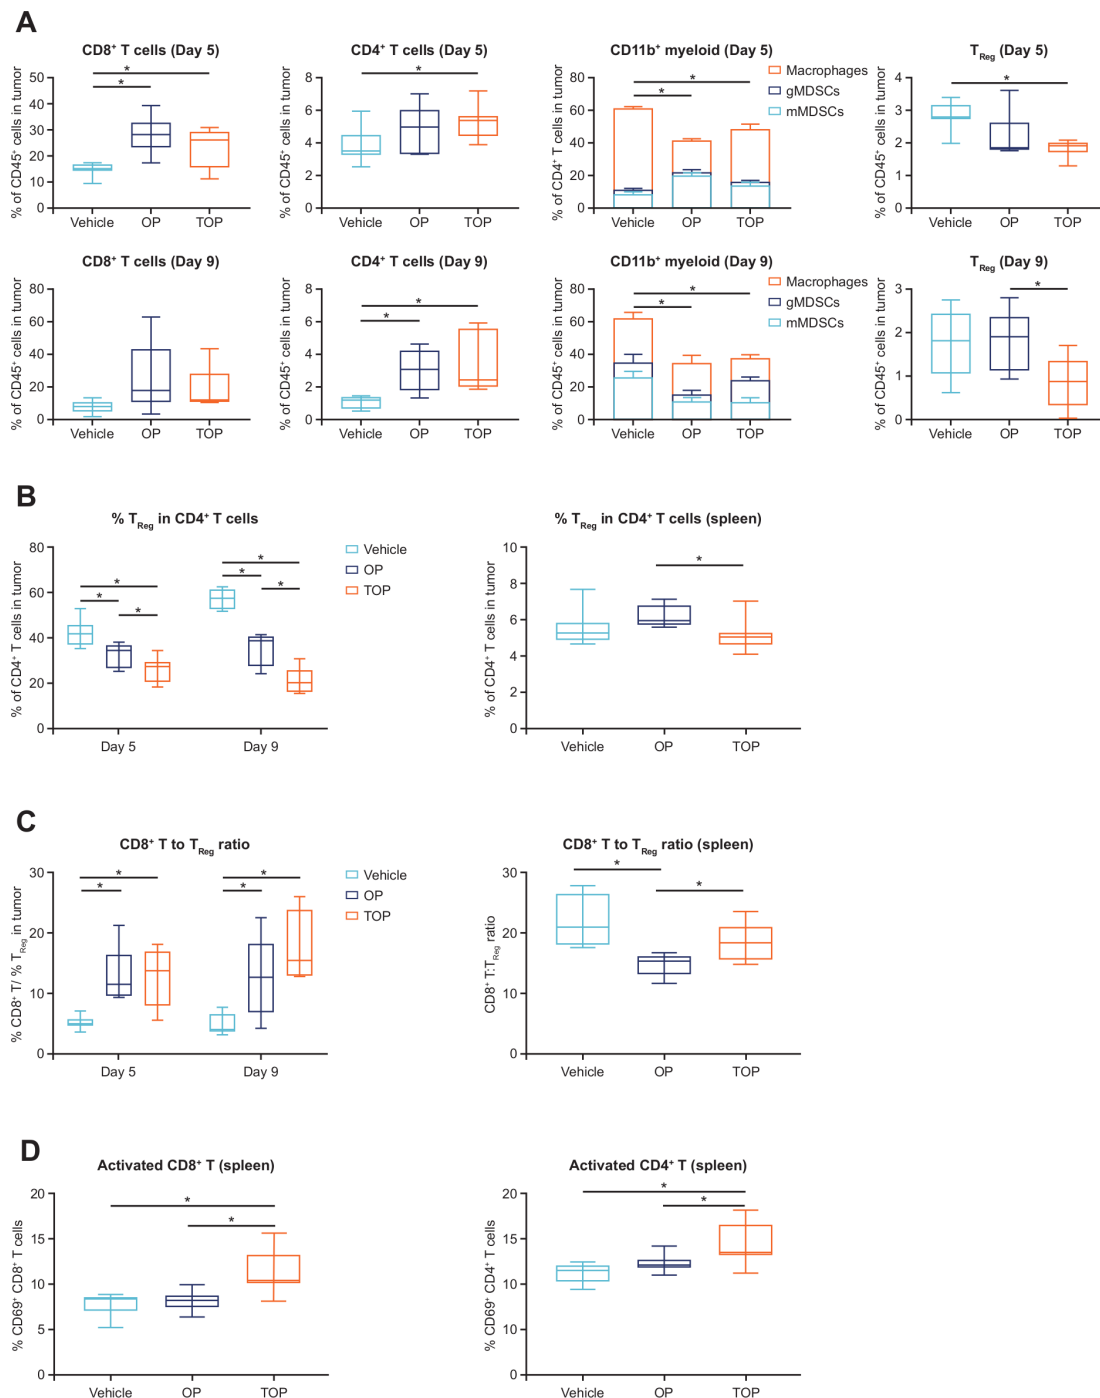 A
CD8⁺ T cells (Day 5)
% of CD45⁺ cells in tumor
50
40
30
20
10
0
*
*
Vehicle OP TOP
CD4⁺ T cells (Day 5)
% of CD45⁺ cells in tumor
8
6
4
2
0
*
Vehicle OP TOP
CD11b⁺ myeloid (Day 5)
% of CD4⁺ T cells in tumor
80
60
40
20
0
*
*
Macrophages
gMDSCs
mMDSCs
Vehicle OP TOP
T_Reg (Day 5)
% of CD45⁺ cells in tumor
4
3
2
1
0
*
Vehicle OP TOP
CD8⁺ T cells (Day 9)
% of CD45⁺ cells in tumor
80
60
40
20
0
Vehicle OP TOP
CD4⁺ T cells (Day 9)
% of CD45⁺ cells in tumor
8
6
4
2
0
*
*
Vehicle OP TOP
CD11b⁺ myeloid (Day 9)
% of CD45⁺ cells in tumor
80
60
40
20
0
*
*
Macrophages
gMDSCs
mMDSCs
Vehicle OP TOP
T_Reg (Day 9)
% of CD45⁺ cells in tumor
3
2
1
0
*
Vehicle OP TOP
B
% T_Reg in CD4⁺ T cells
% of CD4⁺ T cells in tumor
80
60
40
20
0
*
*
*
*
*
*
Vehicle
OP
TOP
Day 5 Day 9
% T_Reg in CD4⁺ T cells (spleen)
% of CD4⁺ T cells in tumor
10
8
6
4
2
0
*
Vehicle OP TOP
C
CD8⁺ T to T_Reg ratio
% CD8⁺ T/ % T_Reg in tumor
30
20
10
0
*
*
*
*
Vehicle
OP
TOP
Day 5 Day 9
CD8⁺ T to T_Reg ratio (spleen)
CD8⁺ T:T_Reg ratio
30
20
10
0
*
*
Vehicle OP TOP
D
Activated CD8⁺ T (spleen)
% CD69⁺ CD8⁺ T cells
20
15
10
5
0
*
*
Vehicle OP TOP
Activated CD4⁺ T (spleen)
% CD69⁺ CD4⁺ T cells
20
15
10
10
0
*
*
Vehicle OP TOP